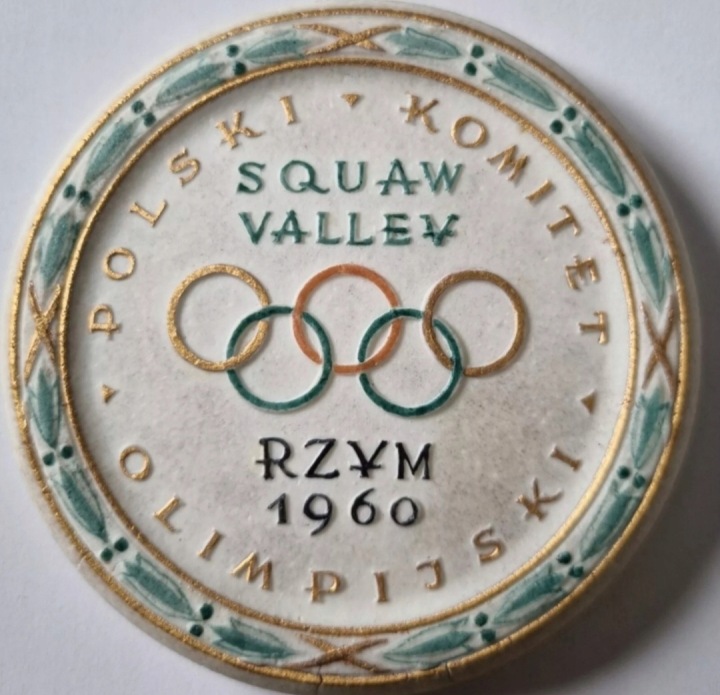 POLSKI ▾ KOMITET ▾ OLIMPIJSKI ▾
SQUAW
VALLEY
RZYM
1960